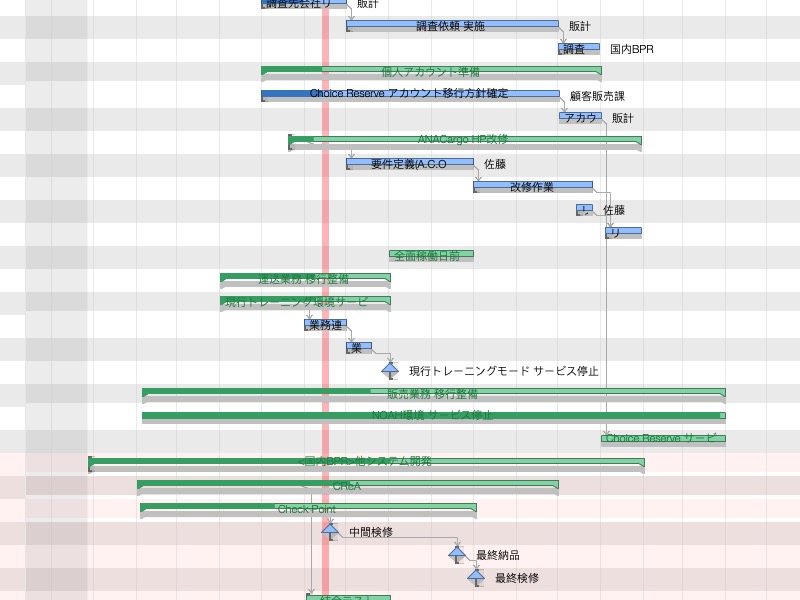 調査先会社リ 販計
調査依頼 実施 販計
調査 国内BPR
個人アカウント準備
Choice Reserve アカウント移行方針確定 顧客販売課
アカウ 販計
ANACargo HP改修
要件定義(A.C.O 佐藤
改修作業
リ 佐藤
リ
全面稼働日前
運送業務 移行整備
現行トレーニング環境サービ
業務連
業
現行トレーニングモード サービス停止
販売業務 移行整備
NOAH環境 サービス停止
Choice Reserve サービ
<国内BPR>他システム開発
CReA
Check Point
中間検修
最終納品
最終検修
結合テスト